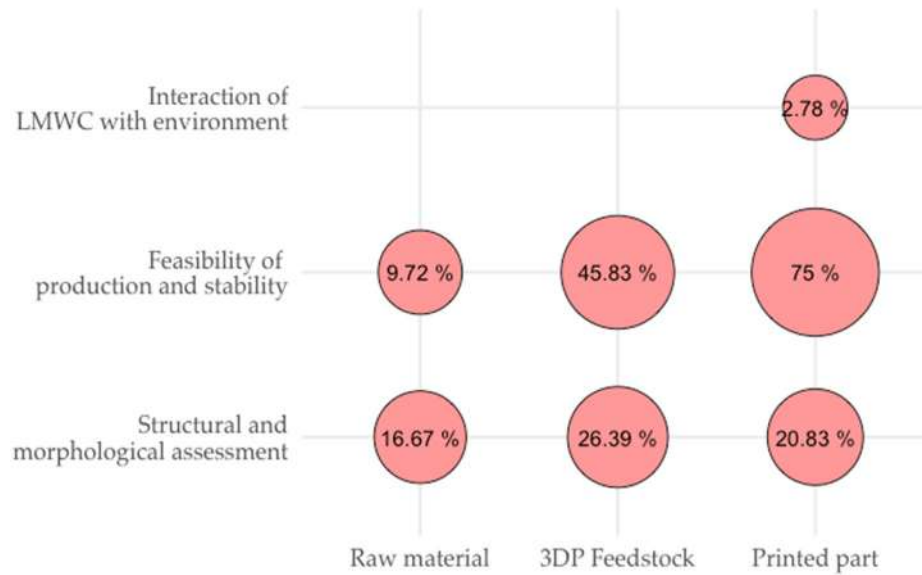 Interaction of
LMWC with environment
2.78 %
Feasibility of
production and stability
9.72 %
45.83 %
75 %
Structural and
morphological assessment
16.67 %
26.39 %
20.83 %
Raw material
3DP Feedstock
Printed part